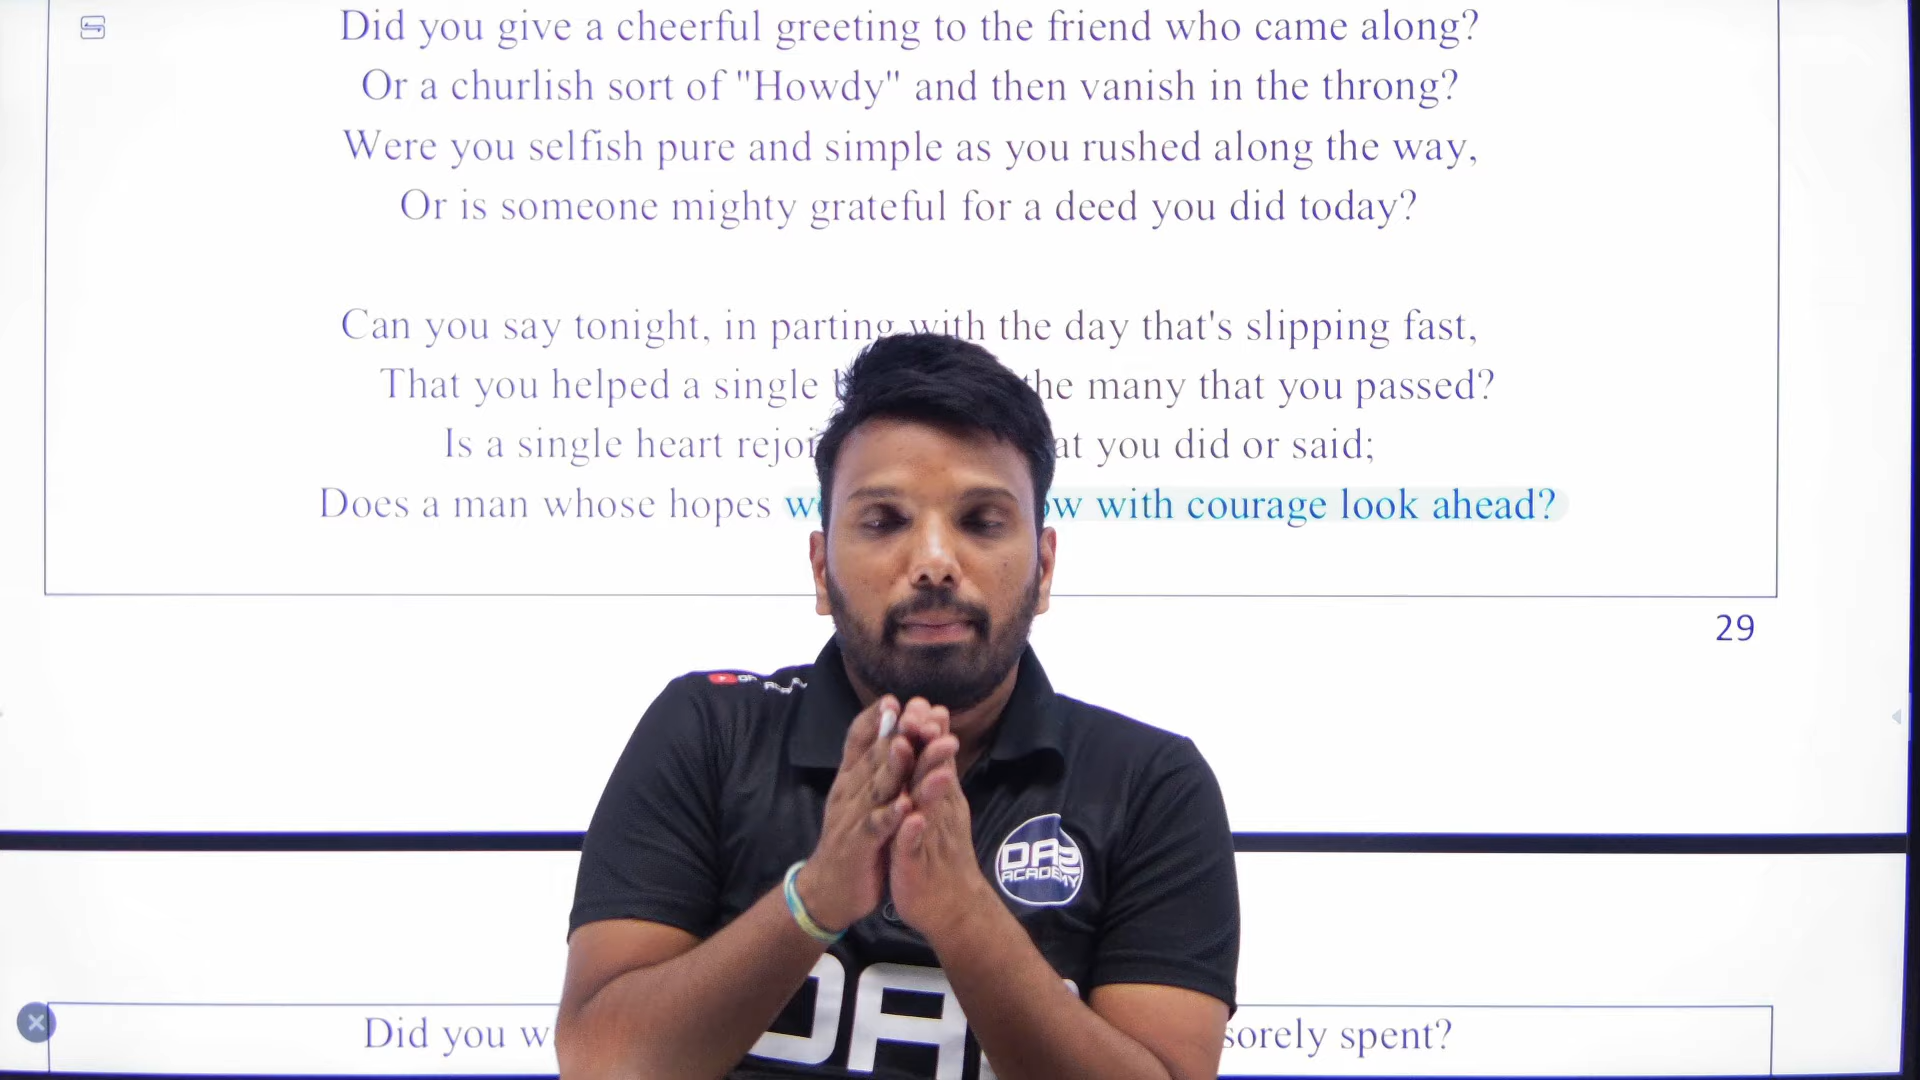 Did you give a cheerful greeting to the friend who came along?
Or a churlish sort of "Howdy" and then vanish in the throng?
Were you selfish pure and simple as you rushed along the way,
Or is someone mighty grateful for a deed you did today?
Can you say tonight, in parting with the day that's slipping fast,
That you helped a single the many that you passed?
Is a single heart you did or said;
Does a man whose hopes with courage look ahead?
29
DA2
ACADEMY
DA
Did you sorely spent?